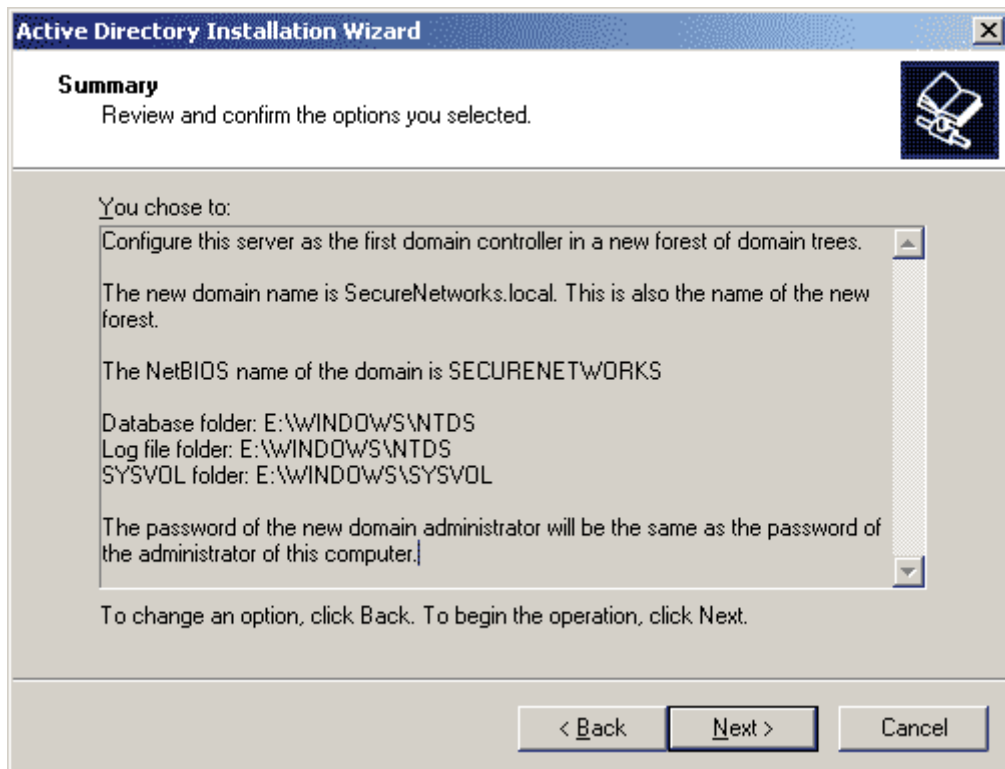 Active Directory Installation Wizard
Summary
Review and confirm the options you selected.
You chose to:
Configure this server as the first domain controller in a new forest of domain trees.
The new domain name is SecureNetworks.local. This is also the name of the new
forest.
The NetBIOS name of the domain is SECURENETWORKS
Database folder: E:\WINDOWS\NTDS
Log file folder: E:\WINDOWS\NTDS
SYSVOL folder: E:\WINDOWS\SYSVOL
The password of the new domain administrator will be the same as the password of
the administrator of this computer.
To change an option, click Back. To begin the operation, click Next.
< Back Next > Cancel